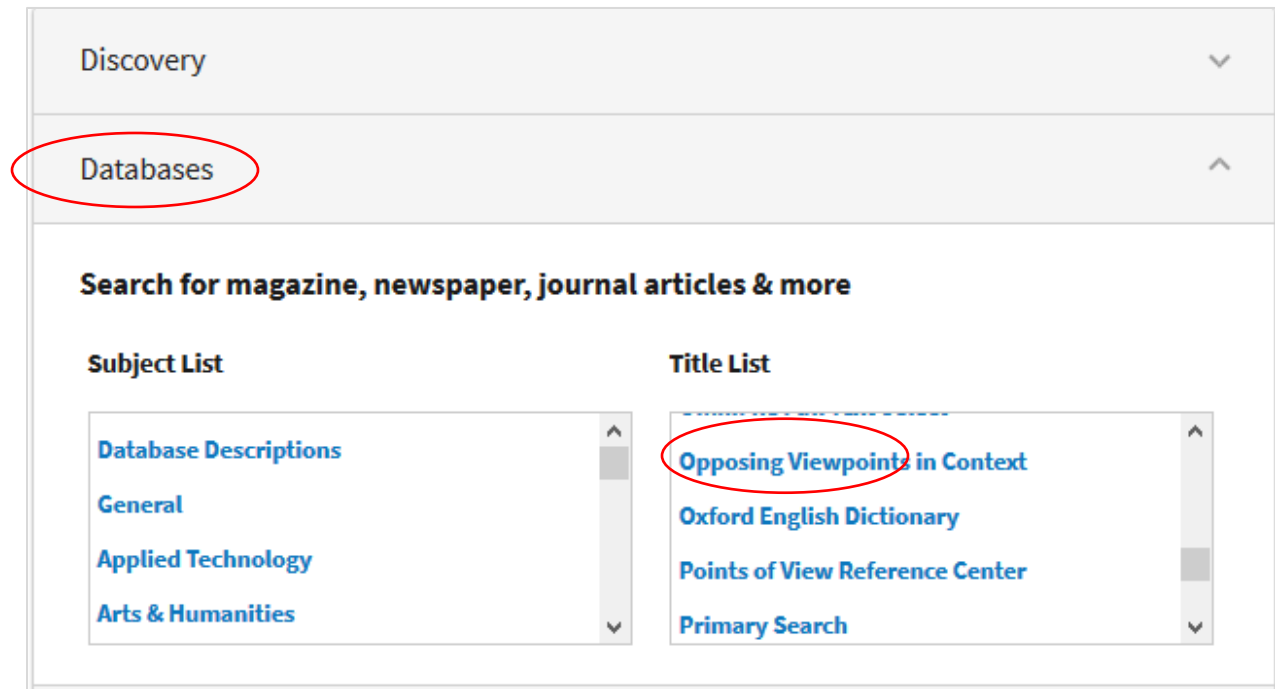 Discovery
Databases
Search for magazine, newspaper, journal articles & more
Subject List
Database Descriptions
General
Applied Technology
Arts & Humanities
Title List
Opposing Viewpoints in Context
Oxford English Dictionary
Points of View Reference Center
Primary Search